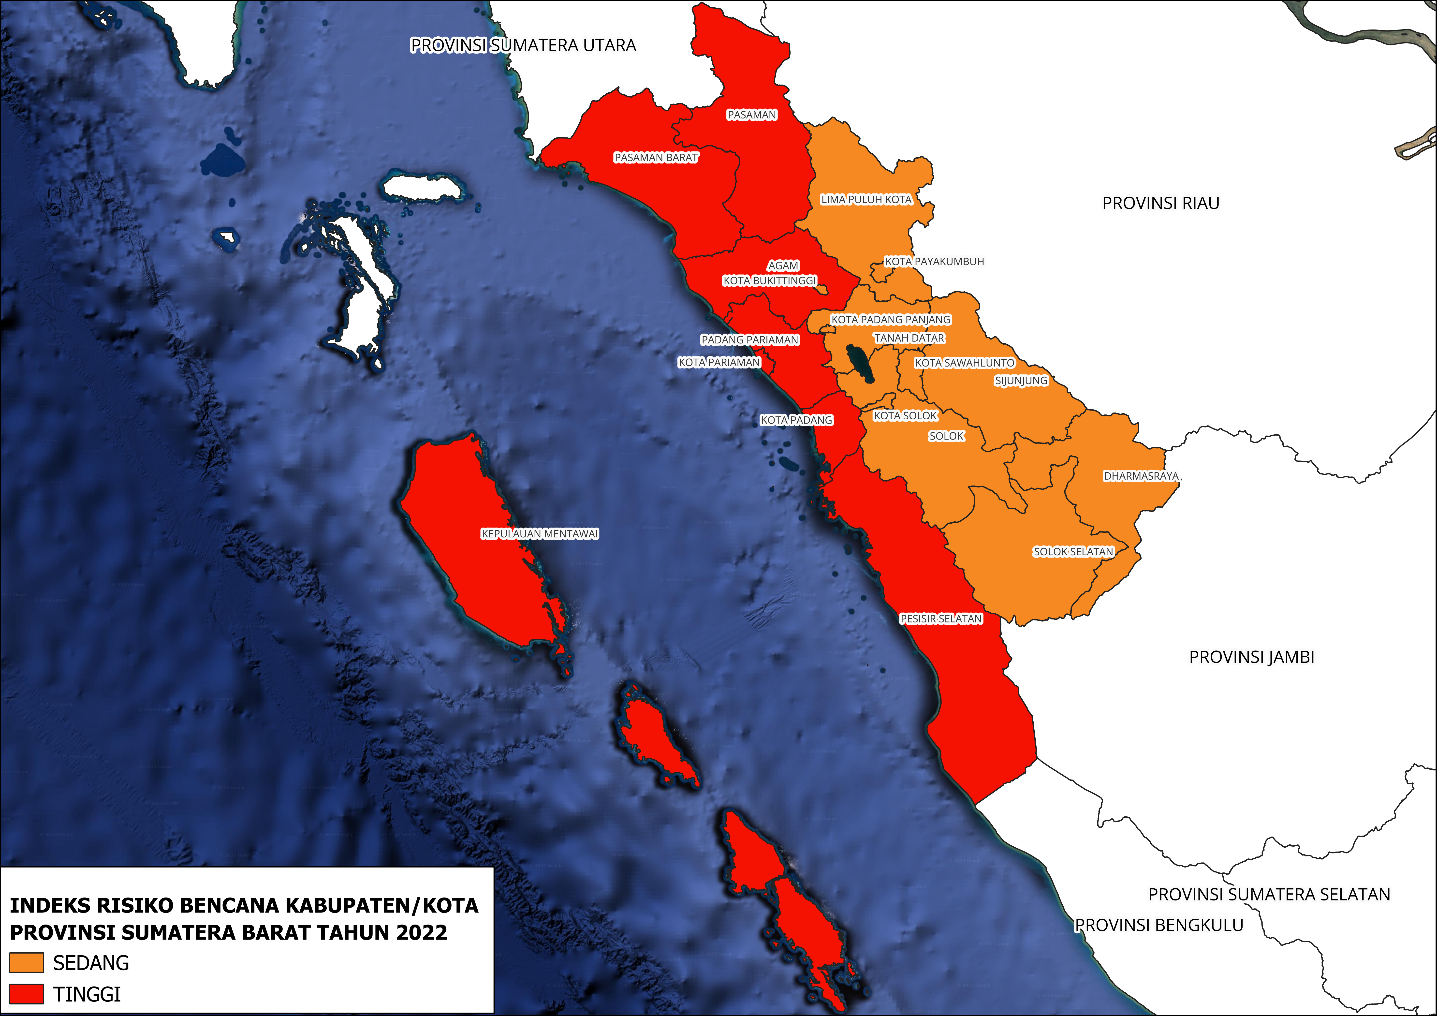 PROVINSI SUMATERA UTARA
PASAMAN
PASAMAN BARAT
LIMA PULUH KOTA
PROVINSI RIAU
KOTA PAYAKUMBUH
AGAM
KOTA BUKITTINGGI
KOTA PADANG PANJANG
PADANG PARIAMAN
TANAH DATAR
KOTA PARIAMAN
KOTA SAWAHLUNTO
SIJUNJUNG
KOTA PADANG
KOTA SOLOK
SOLOK
DHARMASRAYA
KEPULAUAN MENTAWAI
SOLOK SELATAN
PESISIR SELATAN
PROVINSI JAMBI
PROVINSI SUMATERA SELATAN
PROVINSI BENGKULU
INDEKS RISIKO BENCANA KABUPATEN/KOTA
PROVINSI SUMATERA BARAT TAHUN 2022
SEDANG
TINGGI